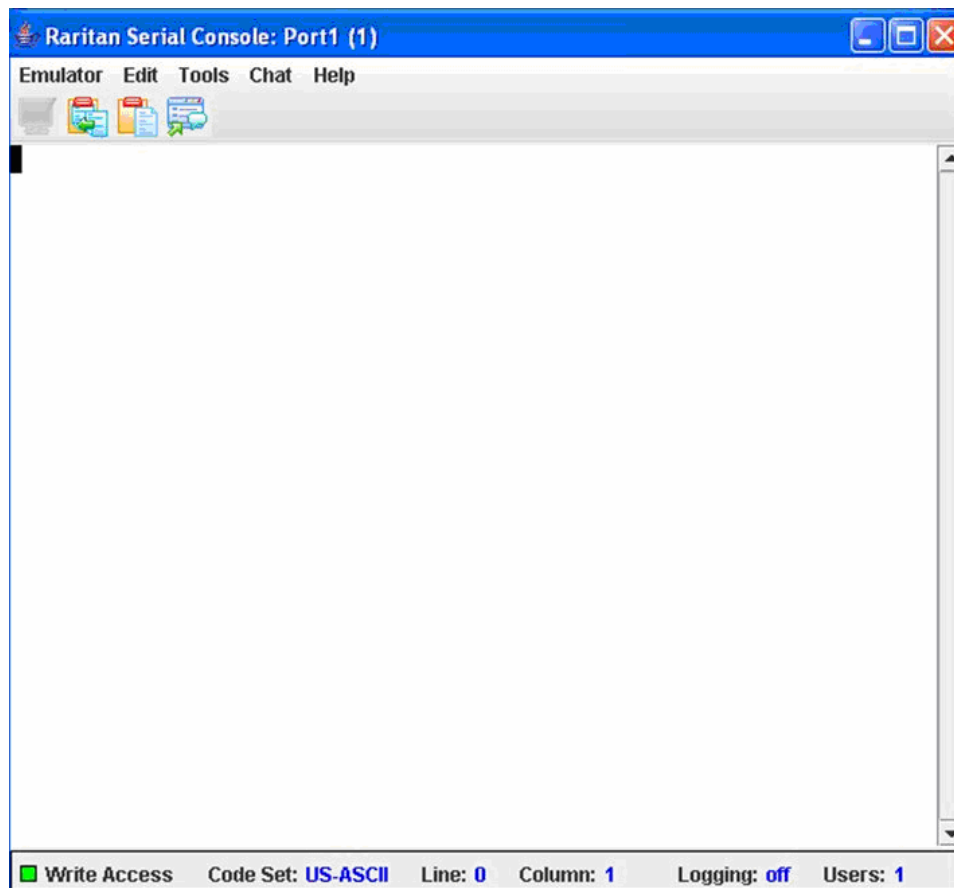 Raritan Serial Console: Port1 (1)
Emulator Edit Tools Chat Help
Write Access Code Set: US-ASCII Line: 0 Column: 1 Logging: off Users: 1